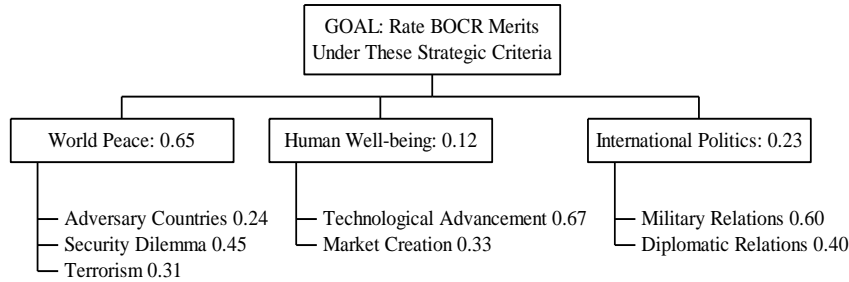 GOAL: Rate BOCR Merits
Under These Strategic Criteria
World Peace: 0.65
Human Well-being: 0.12
International Politics: 0.23
Adversary Countries 0.24
Security Dilemma 0.45
Terrorism 0.31
Technological Advancement 0.67
Market Creation 0.33
Military Relations 0.60
Diplomatic Relations 0.40